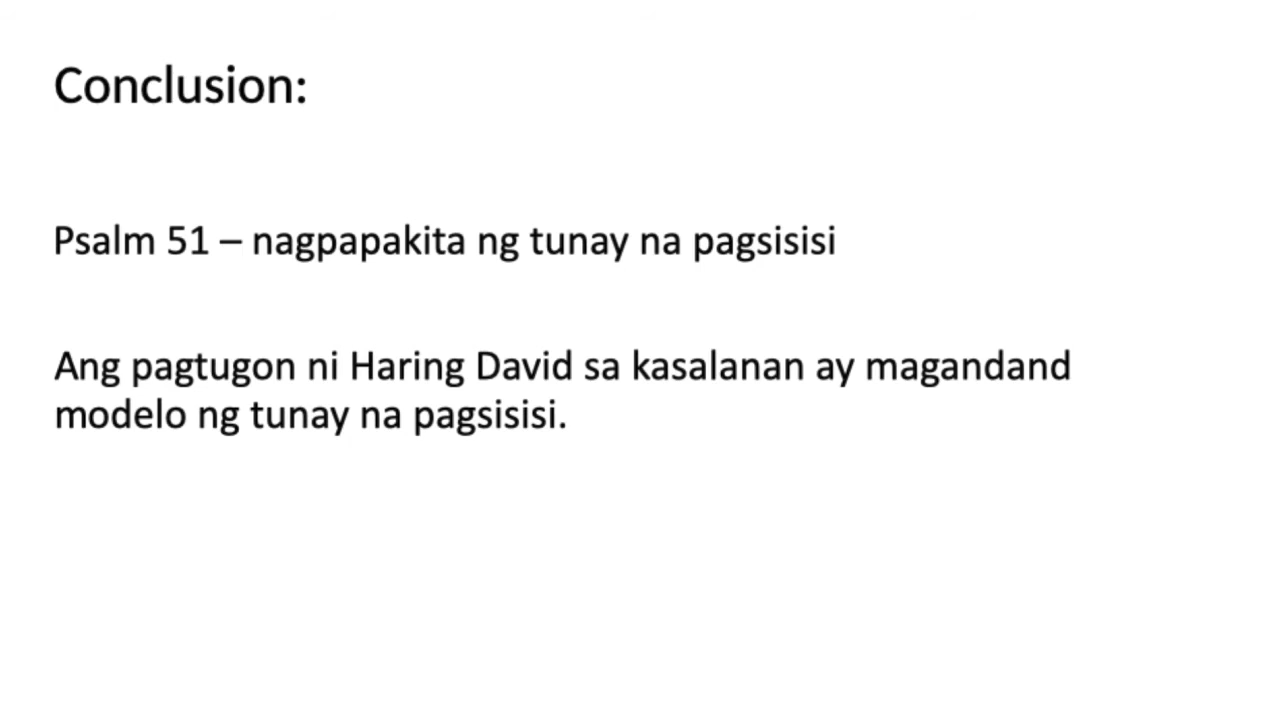 Conclusion:
Psalm 51 – nagpapakita ng tunay na pagsisisi
Ang pagtugon ni Haring David sa kasalanan ay magandand
modelo ng tunay na pagsisisi.